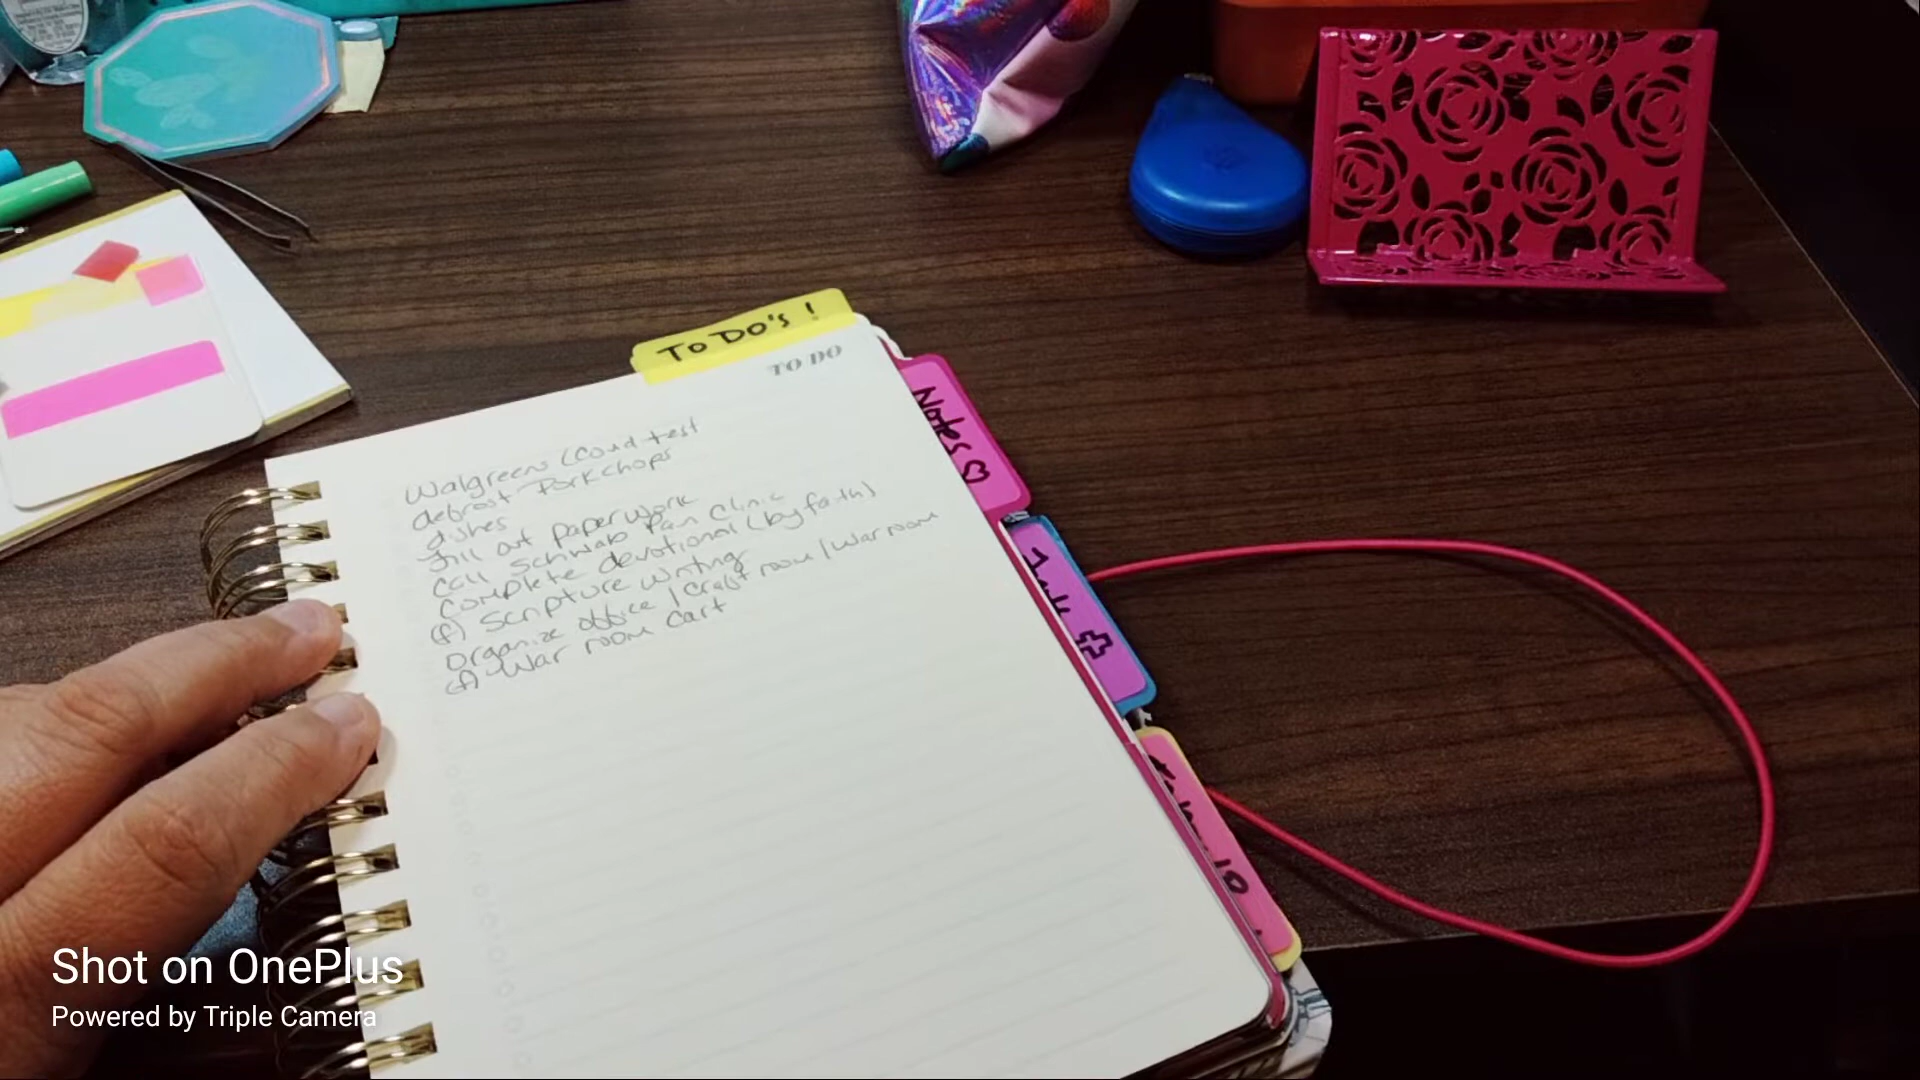 TO DO'S !
TO DO
Notes
Walgreens (Covid test
defrost Porkchops
dishes
fill out paperwork
call Schwab Pain Clinic
Complete devotional (by faith)
(f) Scripture writing
Organize office / craft room / War room
(f) War room cart
Shot on OnePlus
Powered by Triple Camera